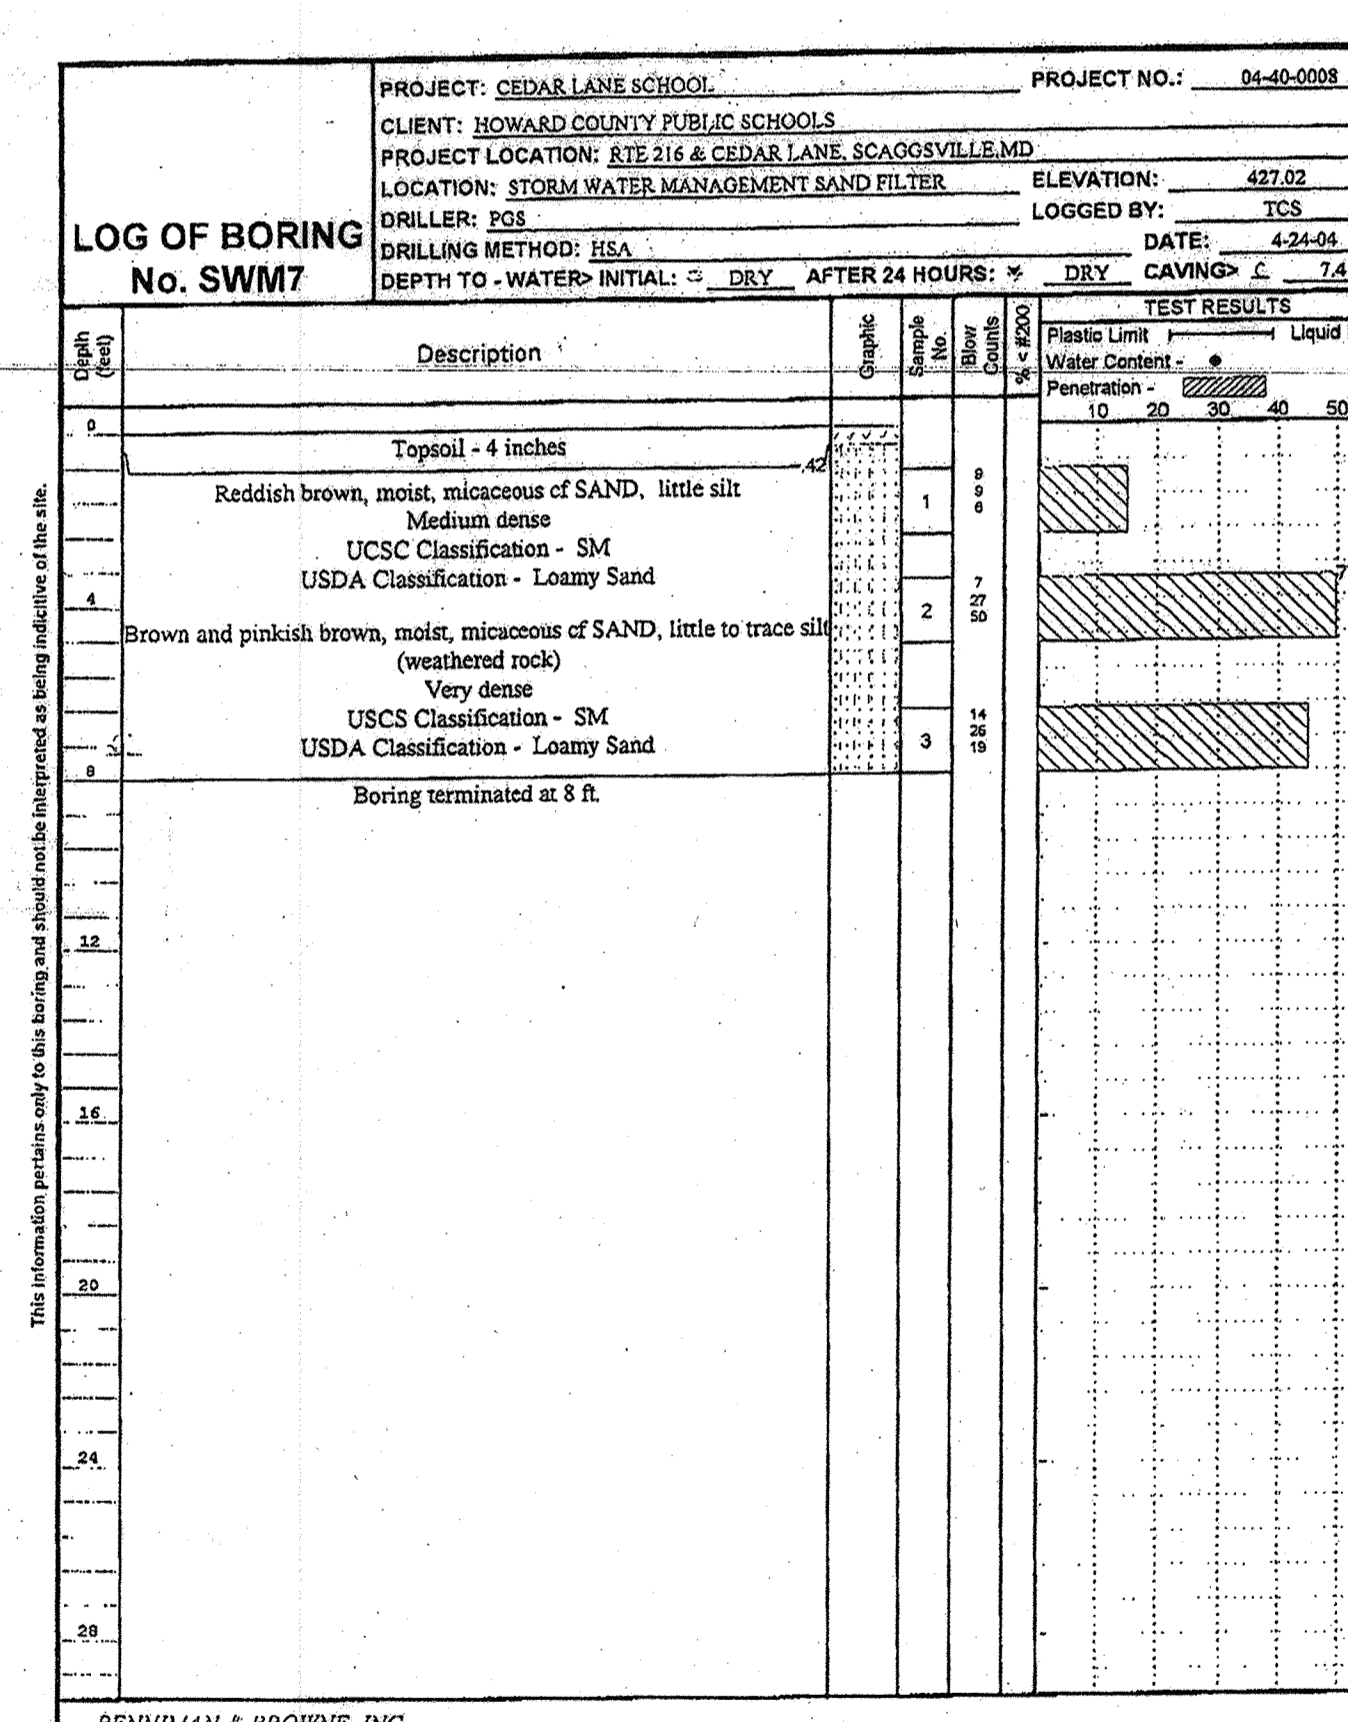 LOG OF BORING
No. SWM7
PROJECT: CEDAR LANE SCHOOL PROJECT NO.: 04-40-0008
CLIENT: HOWARD COUNTY PUBLIC SCHOOLS
PROJECT LOCATION: RTE 216 & CEDAR LANE, SCAGGSVILLE,MD
LOCATION: STORM WATER MANAGEMENT SAND FILTER ELEVATION: 427.02
DRILLER: PGS LOGGED BY: TCS
DRILLING METHOD: HSA DATE: 4-24-04
DEPTH TO - WATER> INITIAL: DRY AFTER 24 HOURS: DRY CAVING> C 7.4
Depth (feet)
Description
Graphic
Sample No.
Blow Counts
% < #200
TEST RESULTS
Plastic Limit Liquid
Water Content - ●
Penetration -
10 20 30 40 50
0
Topsoil - 4 inches
.42
Reddish brown, moist, micaceous cf SAND, little silt
Medium dense
UCSC Classification - SM
USDA Classification - Loamy Sand
1
9
9
6
4
Brown and pinkish brown, moist, micaceous cf SAND, little to trace silt
(weathered rock)
Very dense
USCS Classification - SM
USDA Classification - Loamy Sand
2
7
27
50
7
3
14
26
19
8
Boring terminated at 8 ft.
12
16
20
24
28
This information pertains only to this boring and should not be interpreted as being indicitive of the site.
PENNIMAN & BROWNE, INC.